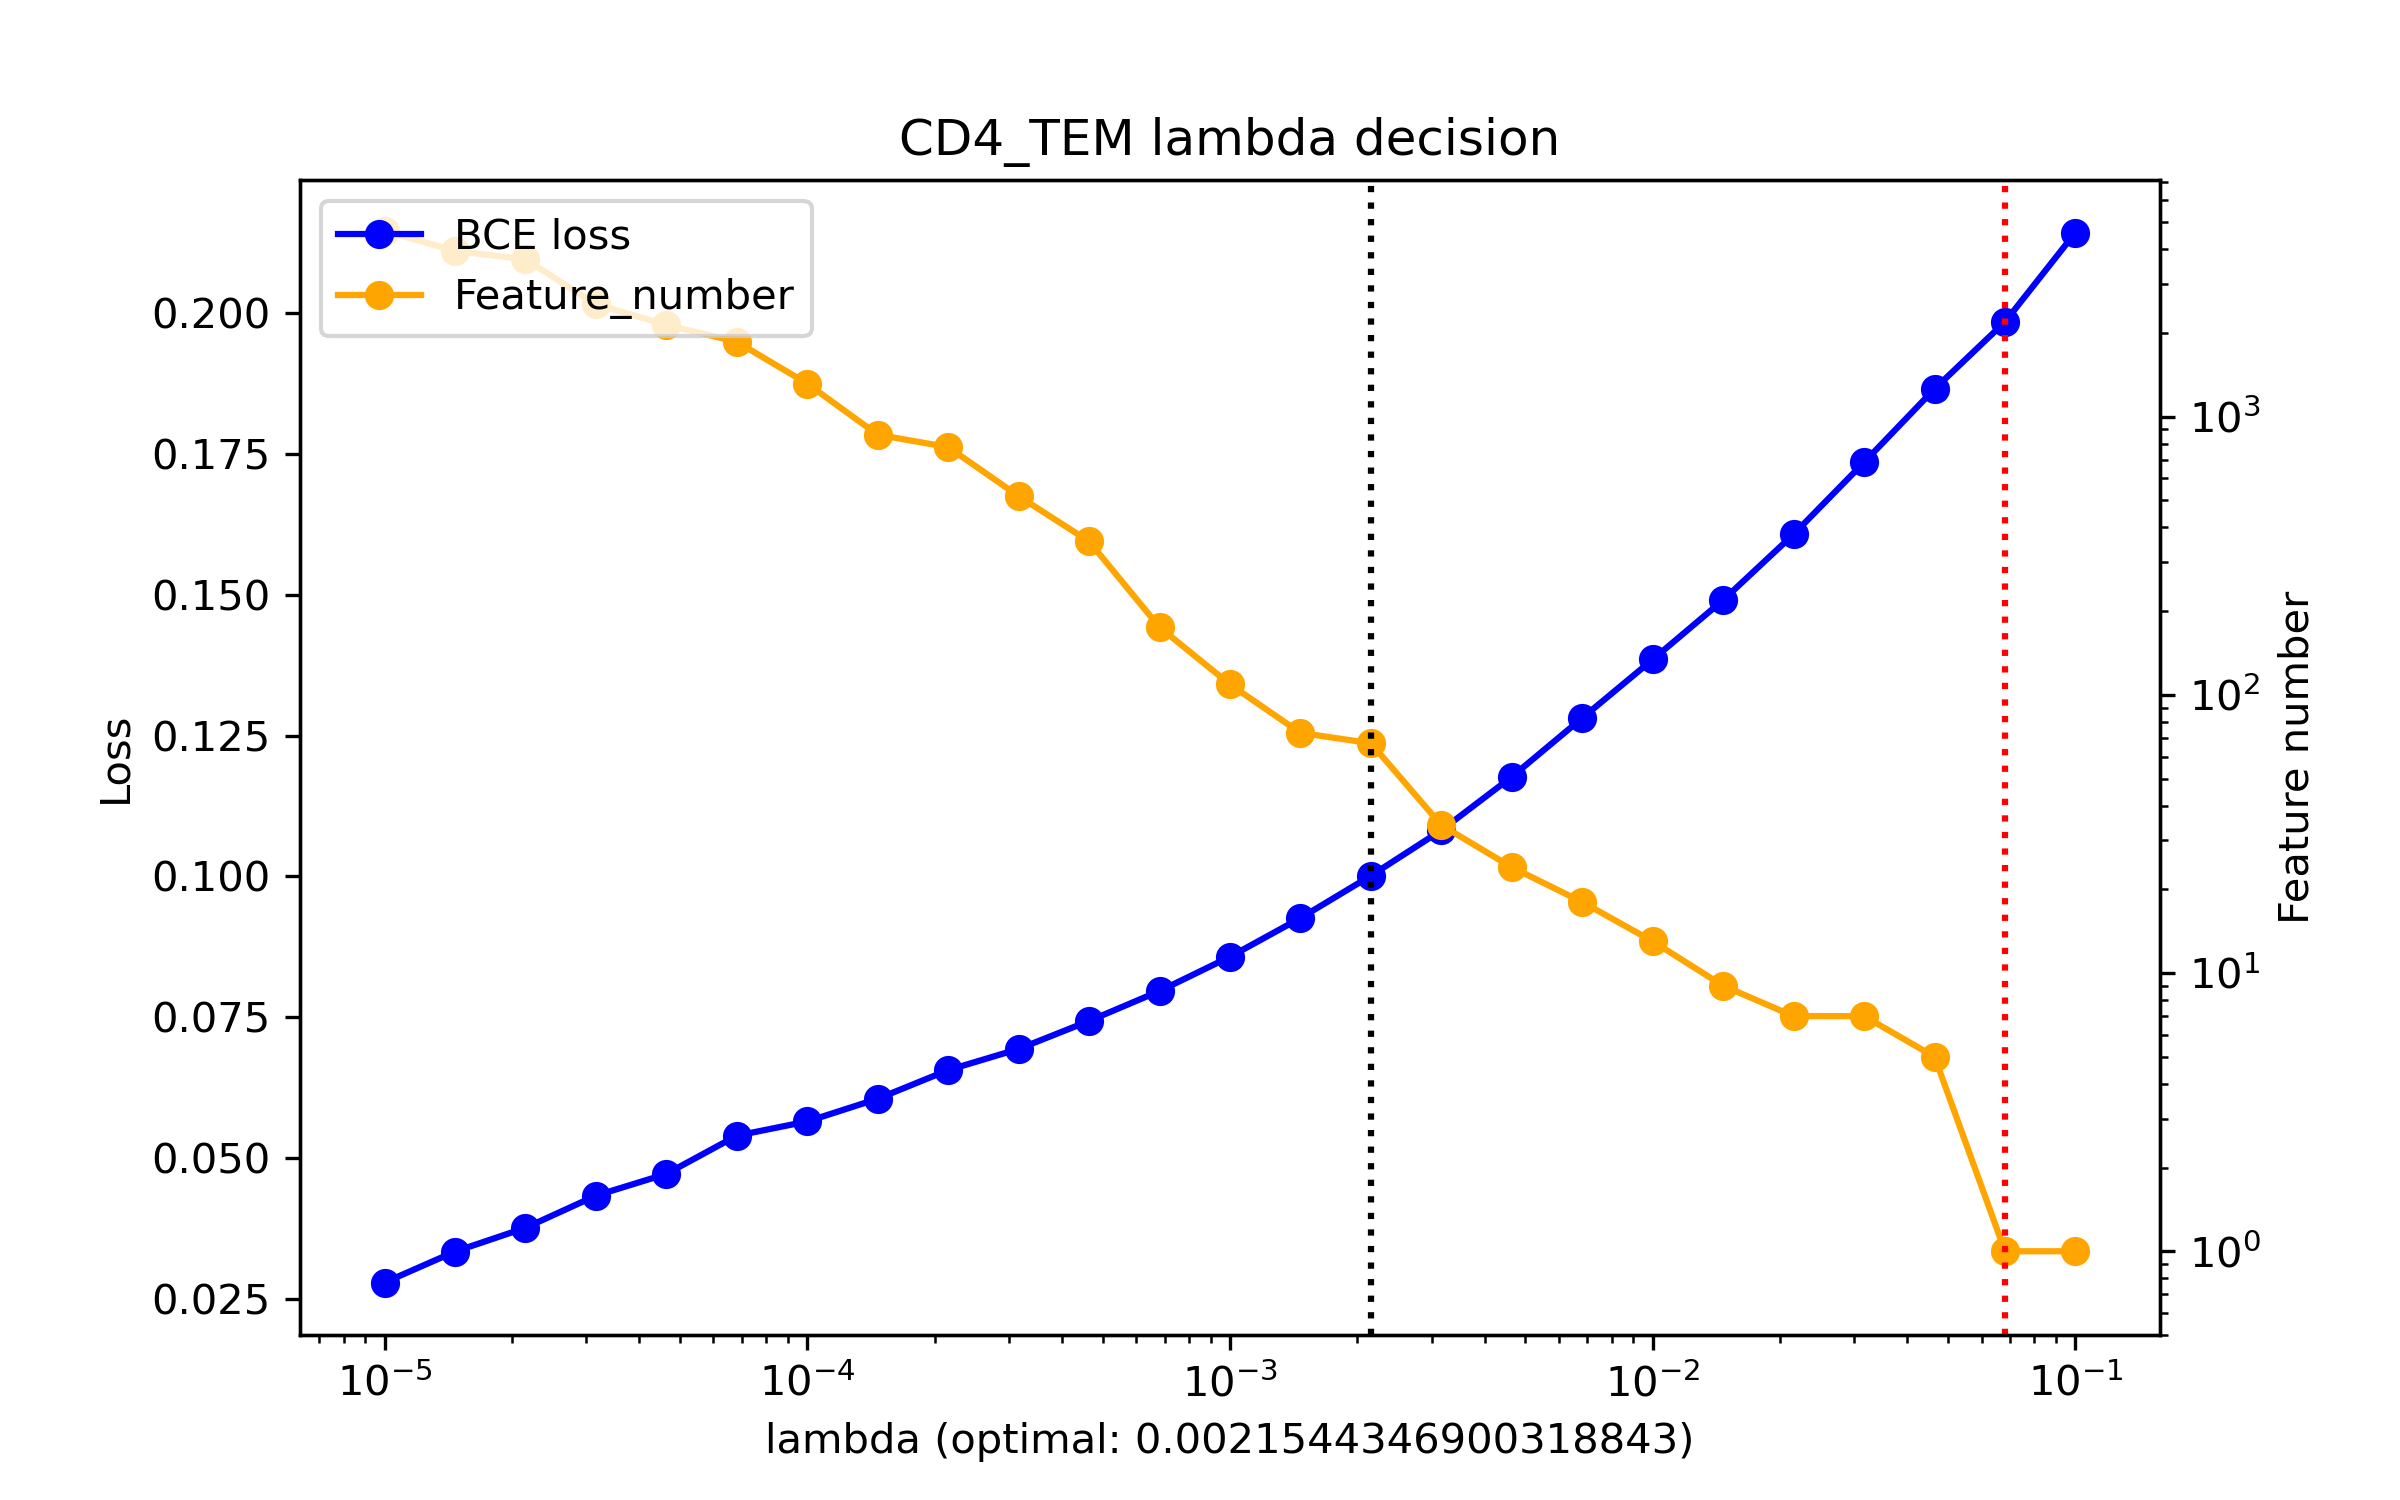 CD4_TEM lambda decision
BCE loss
Feature_number
0.200
0.175
0.150
0.125
0.100
0.075
0.050
0.025
Loss
10³
10²
10¹
10⁰
Feature number
10⁻⁵
10⁻⁴
10⁻³
10⁻²
10⁻¹
lambda (optimal: 0.0021544346900318843)